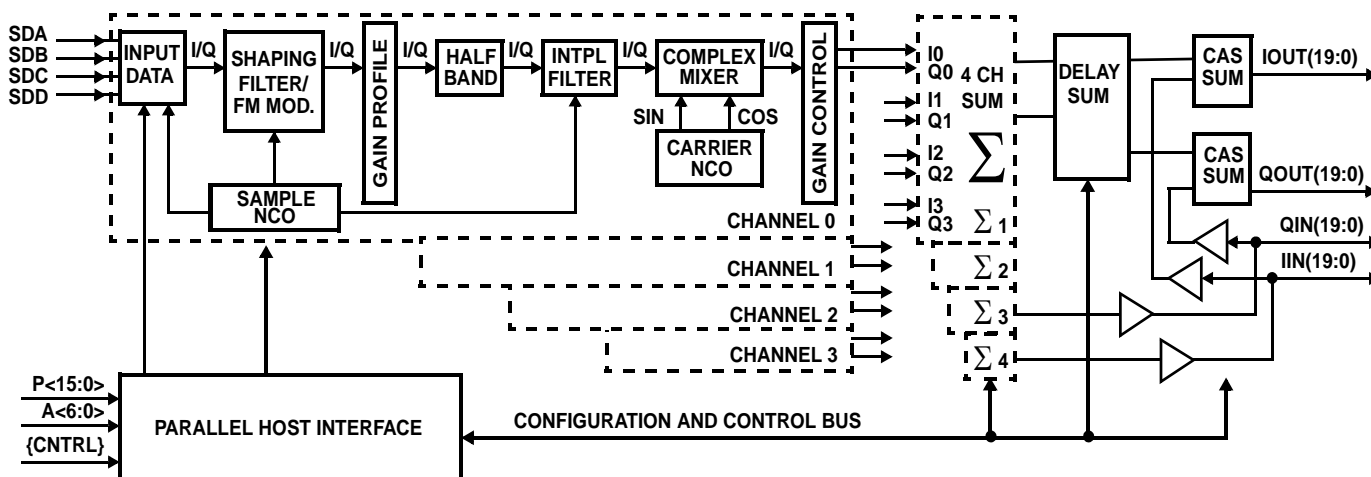 SDA
SDB
SDC
SDD
INPUT
DATA
I/Q
SHAPING
FILTER/
FM MOD.
I/Q
GAIN PROFILE
I/Q
HALF
BAND
I/Q
INTPL
FILTER
I/Q
COMPLEX
MIXER
I/Q
GAIN CONTROL
SIN
COS
CARRIER
NCO
SAMPLE
NCO
CHANNEL 0
CHANNEL 1
CHANNEL 2
CHANNEL 3
I0
Q0
4 CH
SUM
I1
Q1
∑
I2
Q2
I3
Q3
∑ 1
∑ 2
∑ 3
∑ 4
DELAY
SUM
CAS
SUM
IOUT(19:0)
CAS
SUM
QOUT(19:0)
QIN(19:0)
IIN(19:0)
P<15:0>
A<6:0>
{CNTRL}
PARALLEL HOST INTERFACE
CONFIGURATION AND CONTROL BUS